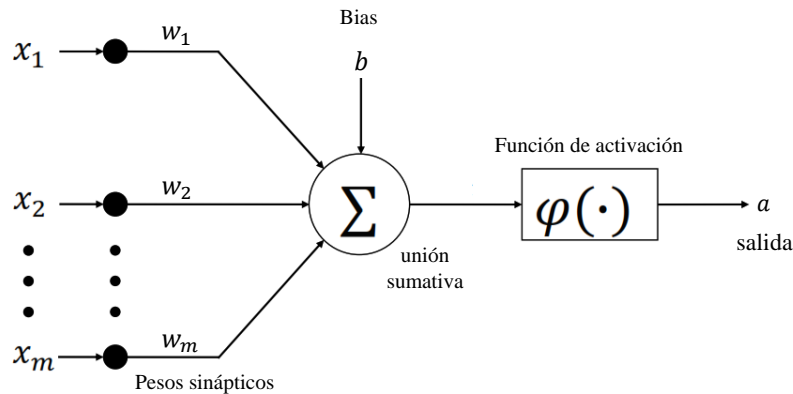 Bias
x₁
w₁
b
Función de activación
x₂
w₂
Σ
φ(·)
a
salida
unión
sumativa
xₘ
wₘ
Pesos sinápticos